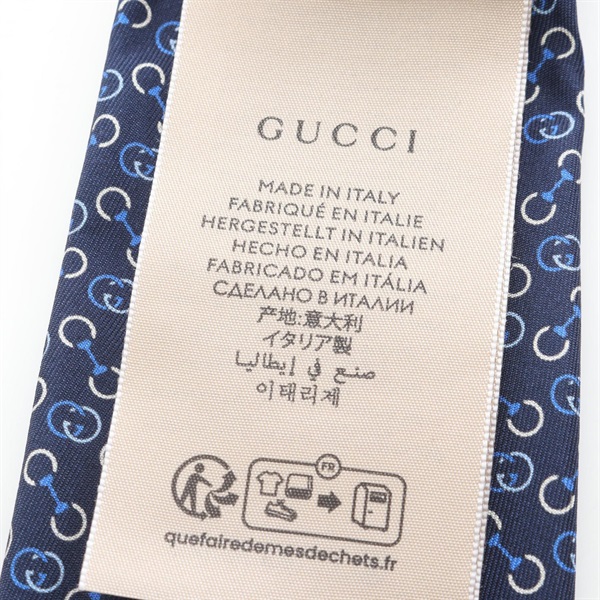 GUCCI
MADE IN ITALY
FABRIQUÉ EN ITALIE
HERGESTELLT IN ITALIEN
HECHO EN ITALIA
FABRICADO EM ITÁLIA
СДЕЛАНО В ИТАЛИИ
产地:意大利
イタリア製
صنع في إيطاليا
이태리제
FR
quefairedemesdechets.fr